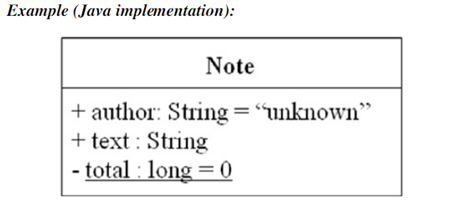 Example (Java implementation):
Note
+ author: String = “unknown”
+ text : String
- total : long = 0